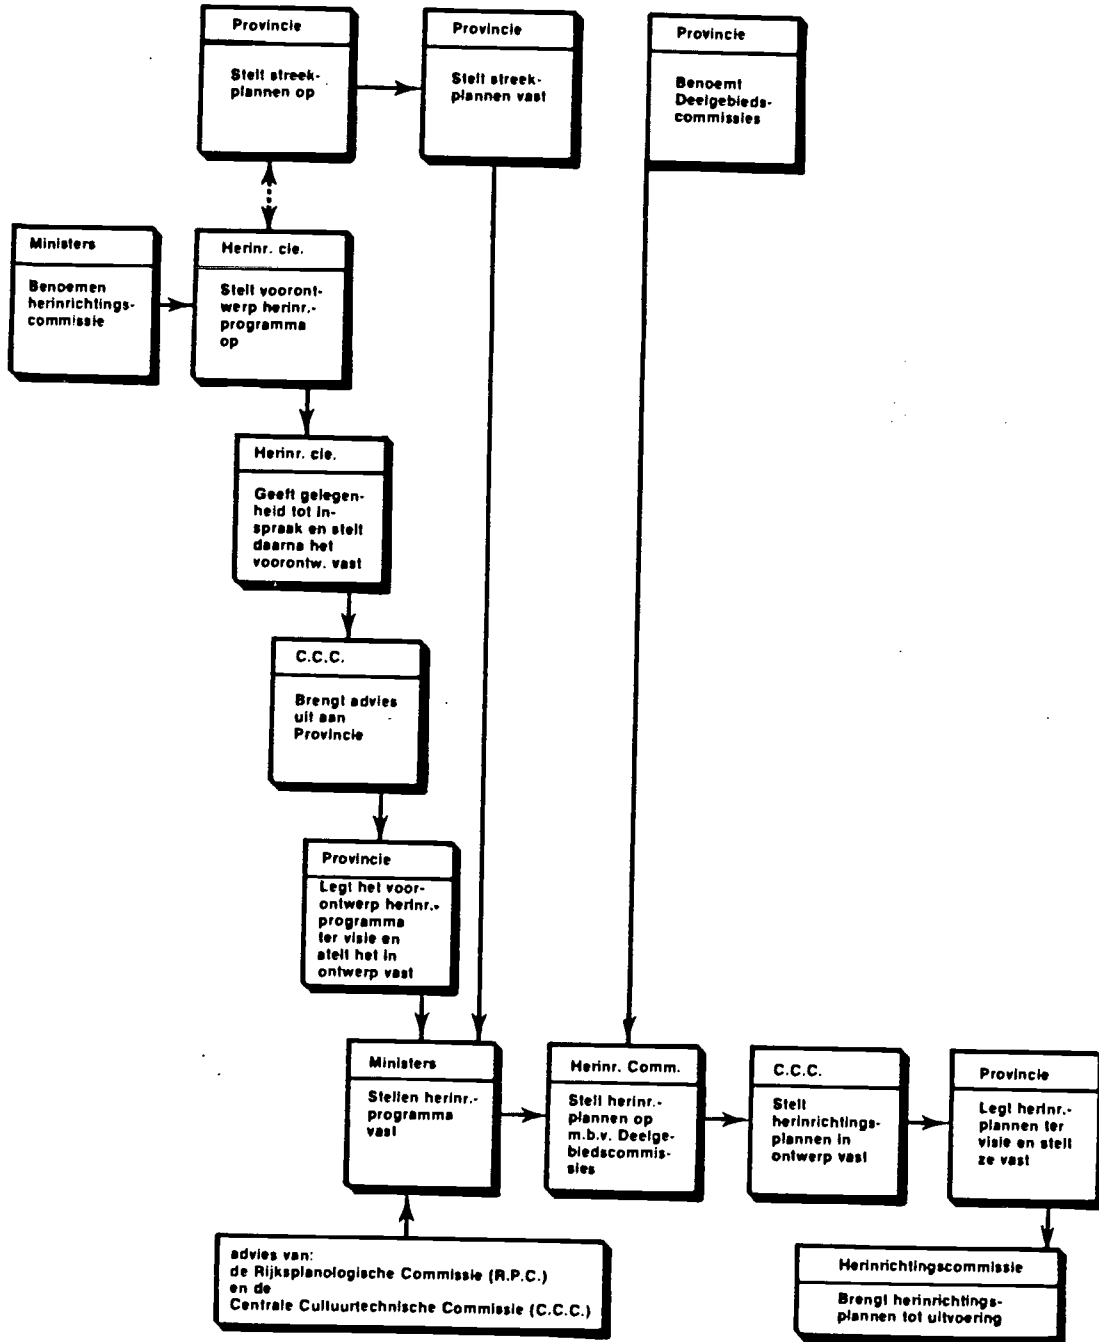 Provincie
Stelt streek-
plannen op
Provincie
Stelt streek-
plannen vast
Provincie
Benoemt
Deelgebieds-
commissies
Ministers
Benoemen
herinrichtings-
commissie
Herinr. cie.
Stelt vooront-
werp herinr.-
programma
op
Herinr. cie.
Geeft gelegen-
heid tot in-
spraak en stelt
daarna het
voorontw. vast
C.C.C.
Brengt advies
uit aan
Provincie
Provincie
Legt het voor-
ontwerp herinr.-
programma
ter visie en
stelt het in
ontwerp vast
Ministers
Stellen herinr.-
programma
vast
Herinr. Comm.
Stelt herinr.-
plannen op
m.b.v. Deelge-
biedscommis-
sies
C.C.C.
Stelt
herinrichtings-
plannen in
ontwerp vast
Provincie
Legt herinr.-
plannen ter
visie en stelt
ze vast
advies van:
de Rijksplanologische Commissie (R.P.C.)
en de
Centrale Cultuurtechnische Commissie (C.C.C.)
Herinrichtingscommissie
Brengt herinrichtings-
plannen tot uitvoering